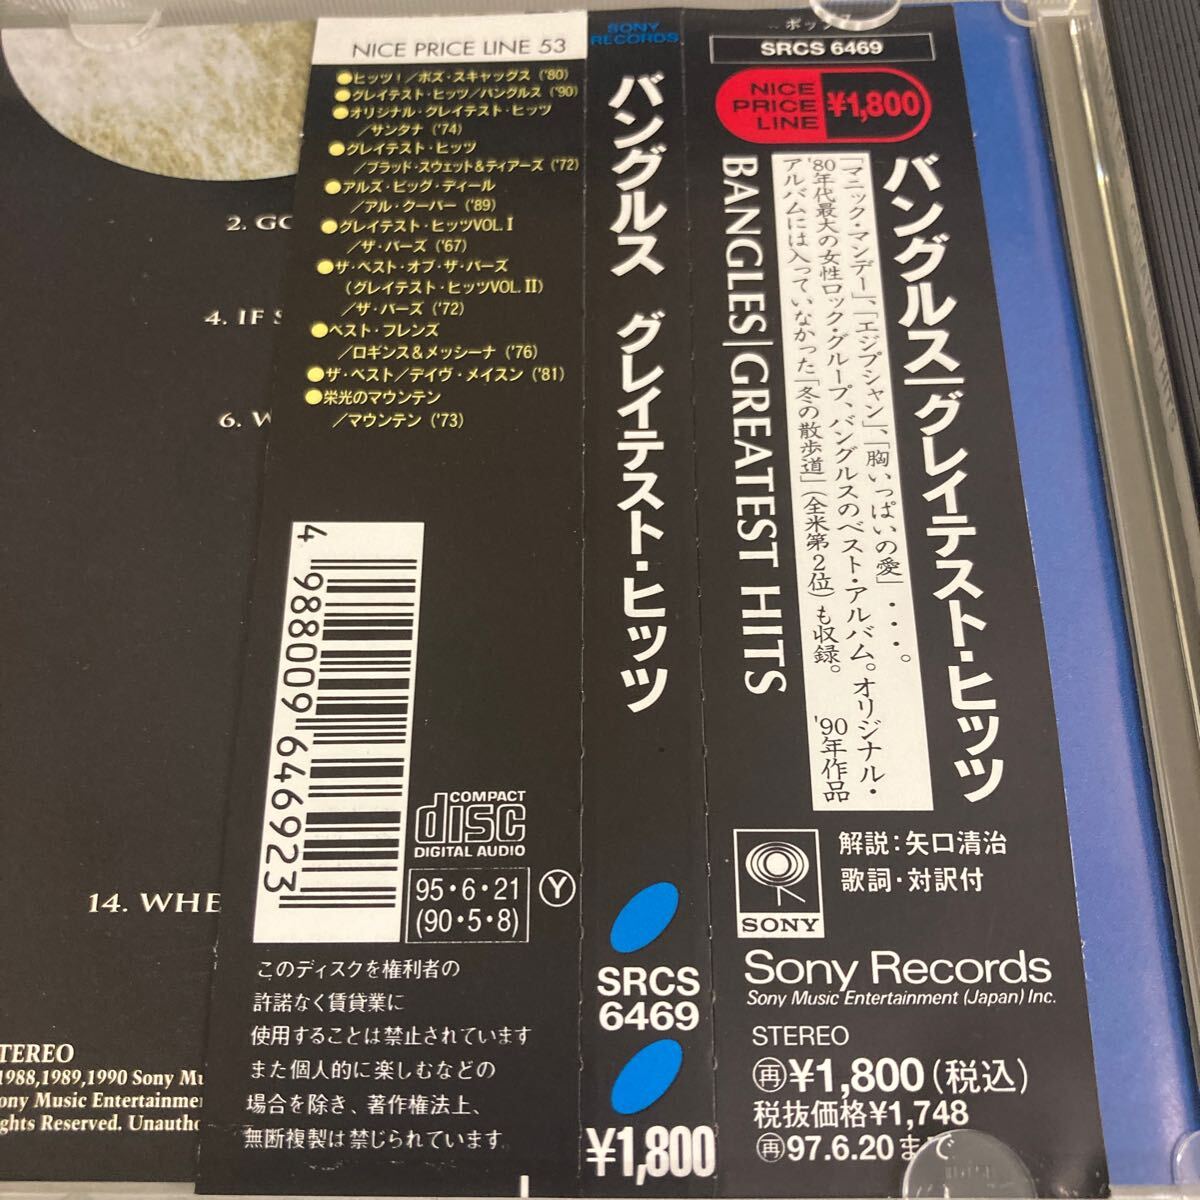 NICE PRICE LINE 53
●ヒッツ!/ボズ・スキャッグス('80)
●グレイテスト・ヒッツ/バングルス('90)
●オリジナル・グレイテスト・ヒッツ
/サンタナ('74)
●グレイテスト・ヒッツ
/ブラッド・スウェット&ティアーズ('72)
●アルズ・ビッグ・ディール
/アル・クーパー('89)
●グレイテスト・ヒッツVOL.Ⅰ
/ザ・バーズ('67)
●ザ・ベスト・オブ・ザ・バーズ
(グレイテスト・ヒッツVOL.Ⅱ)
/ザ・バーズ('72)
●ベスト・フレンズ
/ロギンス&メッシーナ('76)
●ザ・ベスト/デイヴ・メイスン('81)
●栄光のマウンテン
/マウンテン('73)
4 988009 646923
COMPACT
disc
DIGITAL AUDIO
95・6・21
(90・5・8)
Y
このディスクを権利者の
許諾なく賃貸業に
使用することは禁止されています
また個人的に楽しむなどの
場合を除き、著作権法上、
無断複製は禁じられています.
SONY
RECORDS
バングルス グレイテスト・ヒッツ
SRCS
6469
¥1,800
ポップス
SRCS 6469
NICE
PRICE
LINE
¥1,800
バングルス|グレイテスト・ヒッツ
「マニック・マンデー」、「エジプシャン」、「胸いっぱいの愛」・・・。
'80年代最大の女性ロック・グループ、バングルスのベスト・アルバム。オリジナル・
アルバムには入っていなかった「冬の散歩道」(全米第2位)も収録。 '90年作品
BANGLES|GREATEST HITS
SONY
解説:矢口清治
歌詞・対訳付
Sony Records
Sony Music Entertainment (Japan) Inc.
STEREO
再¥1,800(税込)
税抜価格¥1,748
再97.6.20まで
2. GO
4. IF S
6. W
14. WHE
TEREO
1988,1989,1990 Sony Mu
ony Music Entertainmen
ghts Reserved. Unautho